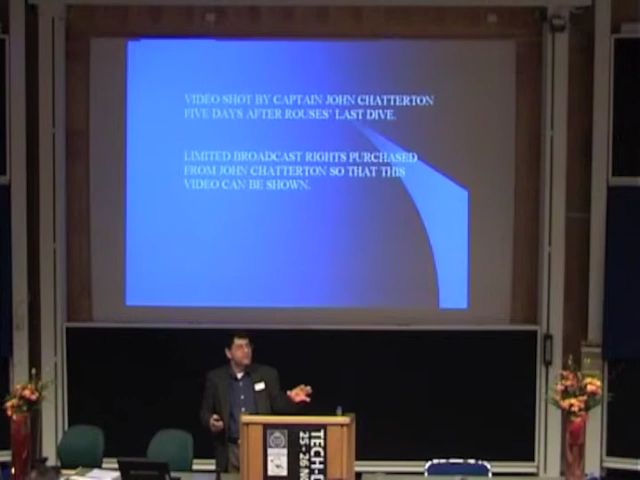 VIDEO SHOT BY CAPTAIN JOHN CHATTERTON
FIVE DAYS AFTER ROUSES' LAST DIVE.
LIMITED BROADCAST RIGHTS PURCHASED
FROM JOHN CHATTERTON SO THAT THIS
VIDEO CAN BE SHOWN.
TECH-
25 - 26 N